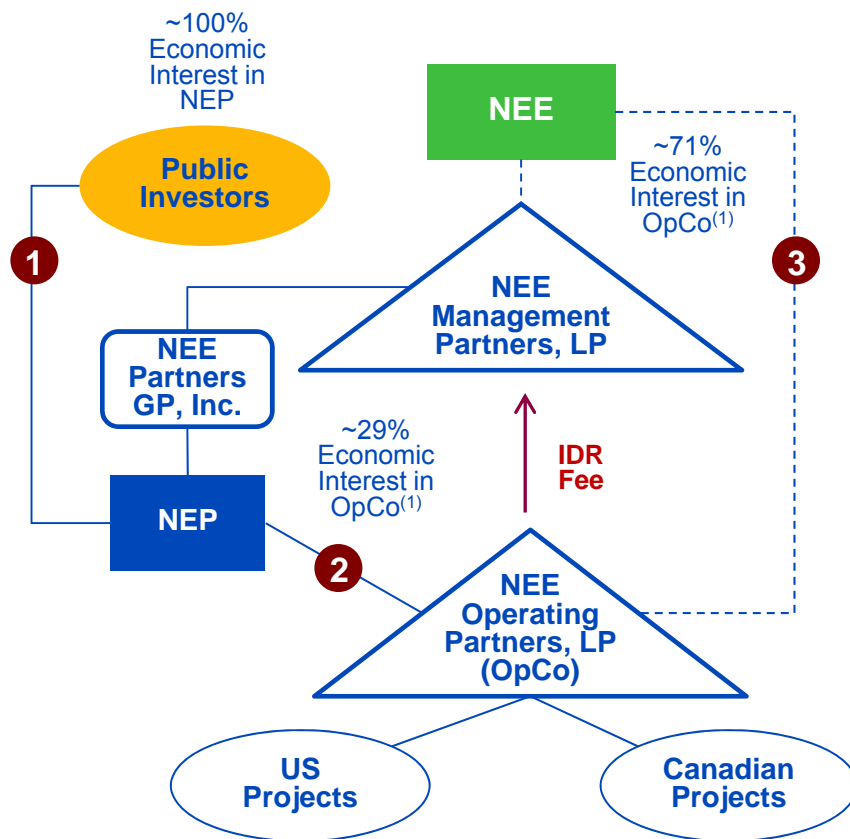 ~100%
Economic
Interest in
NEP
NEE
Public
Investors
~71%
Economic
Interest in
OpCo(1)
1
3
NEE
Management
Partners, LP
NEE
Partners
GP, Inc.
~29%
Economic
Interest in
OpCo(1)
IDR
Fee
NEP
2
NEE
Operating
Partners, LP
(OpCo)
US
Projects
Canadian
Projects